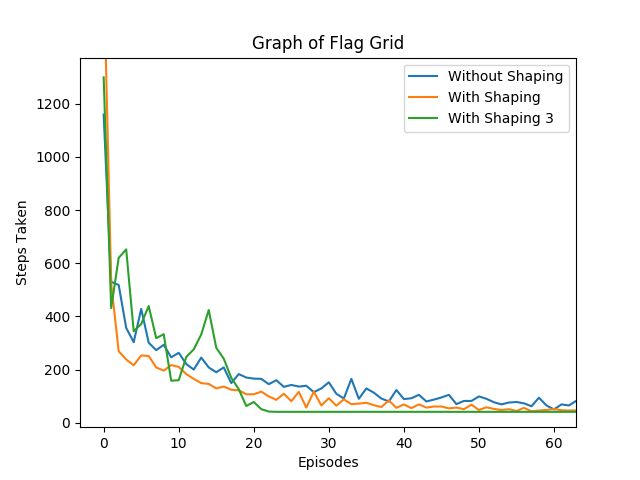 Graph of Flag Grid
Without Shaping
With Shaping
With Shaping 3
Steps Taken
1200
1000
800
600
400
200
0
0 10 20 30 40 50 60
Episodes